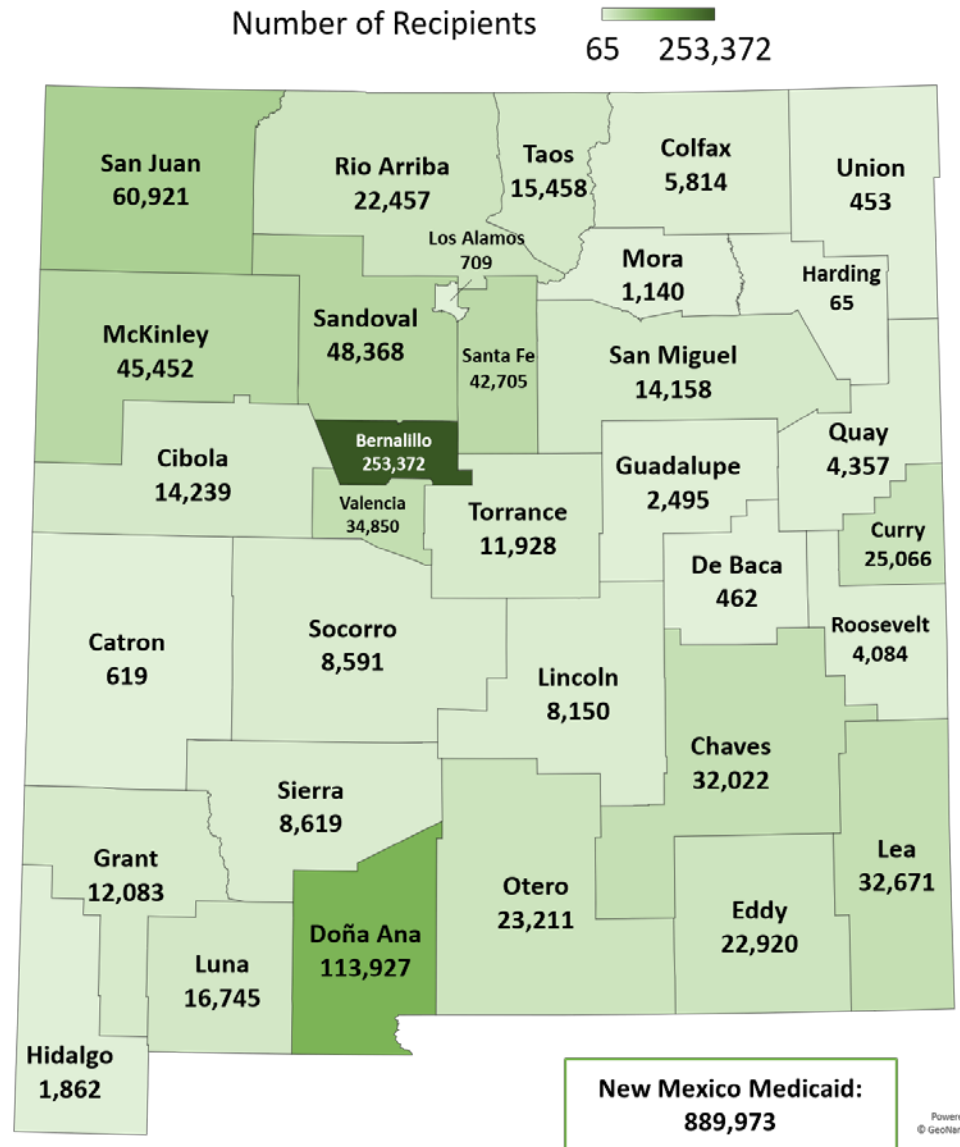 Number of Recipients
65 253,372
San Juan
60,921
Rio Arriba
22,457
Taos
15,458
Colfax
5,814
Union
453
Los Alamos
709
Mora
1,140
Harding
65
McKinley
45,452
Sandoval
48,368
Santa Fe
42,705
San Miguel
14,158
Bernalillo
253,372
Cibola
14,239
Valencia
34,850
Torrance
11,928
Guadalupe
2,495
Quay
4,357
Curry
25,066
De Baca
462
Roosevelt
4,084
Catron
619
Socorro
8,591
Lincoln
8,150
Chaves
32,022
Sierra
8,619
Grant
12,083
Otero
23,211
Eddy
22,920
Lea
32,671
Doña Ana
113,927
Luna
16,745
Hidalgo
1,862
New Mexico Medicaid:
889,973
Powere
© GeoNar